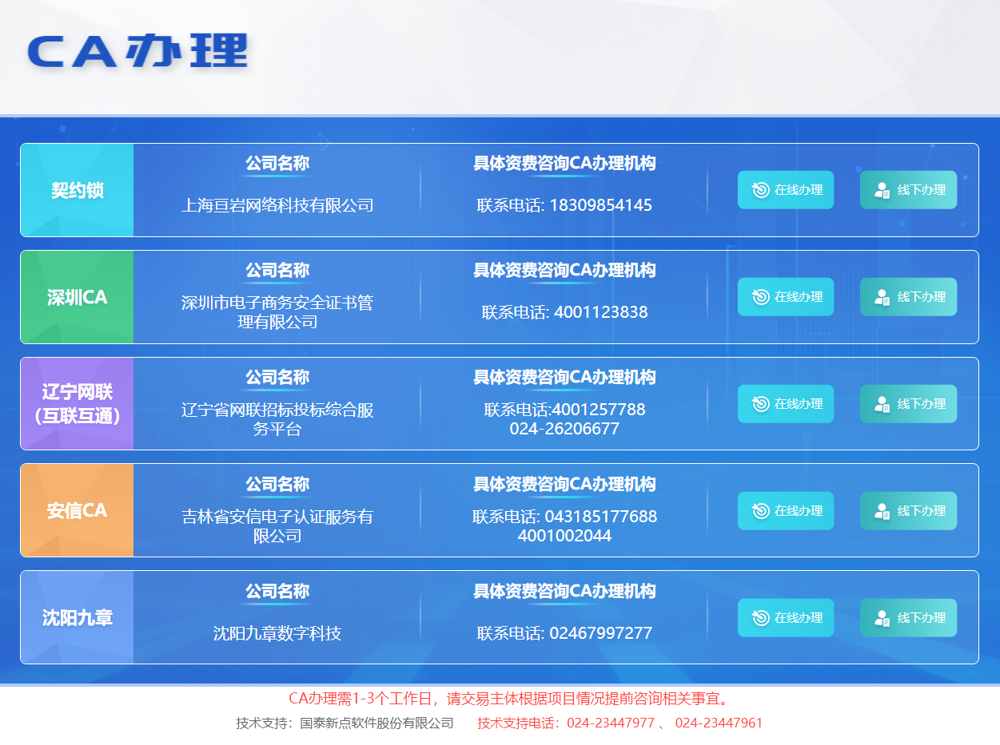 CA办理
契约锁
公司名称
上海亘岩网络科技有限公司
具体资费咨询CA办理机构
联系电话: 18309854145
在线办理
线下办理
深圳CA
公司名称
深圳市电子商务安全证书管
理有限公司
具体资费咨询CA办理机构
联系电话: 4001123838
在线办理
线下办理
辽宁网联
(互联互通)
公司名称
辽宁省网联招标投标综合服
务平台
具体资费咨询CA办理机构
联系电话:4001257788
024-26206677
在线办理
线下办理
安信CA
公司名称
吉林省安信电子认证服务有
限公司
具体资费咨询CA办理机构
联系电话: 043185177688
4001002044
在线办理
线下办理
沈阳九章
公司名称
沈阳九章数字科技
具体资费咨询CA办理机构
联系电话: 02467997277
在线办理
线下办理
CA办理需1-3个工作日，请交易主体根据项目情况提前咨询相关事宜。
技术支持：国泰新点软件股份有限公司 技术支持电话：024-23447977 、 024-23447961